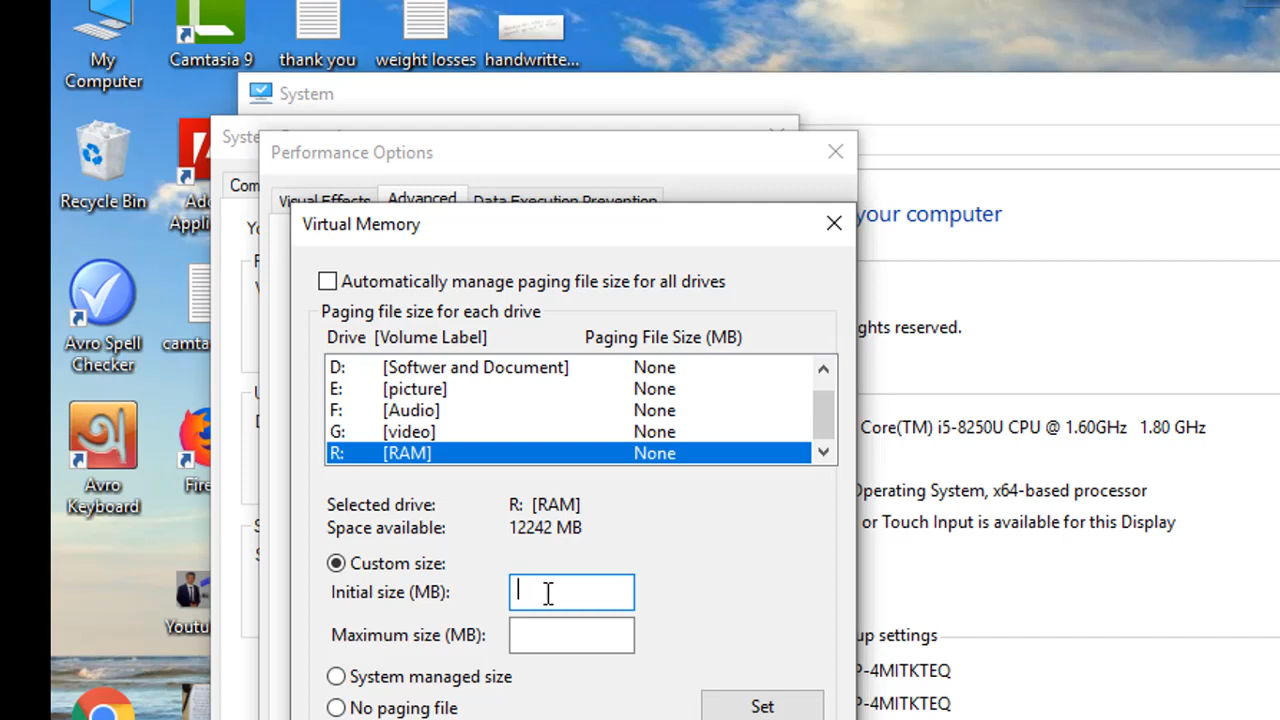 My
Computer
Camtasia 9
thank you
weight losses
handwritte...
System
Performance Options
Recycle Bin
Visual Effects
Advanced
Data Execution Prevention
Virtual Memory
your computer
Automatically manage paging file size for all drives
Paging file size for each drive
Drive [Volume Label]
Paging File Size (MB)
ghts reserved.
Avro Spell
Checker
D: [Softwer and Document] None
E: [picture] None
F: [Audio] None
G: [video] None
R: [RAM] None
Core(TM) i5-8250U CPU @ 1.60GHz 1.80 GHz
Avro
Keyboard
Selected drive: R: [RAM]
Space available: 12242 MB
Operating System, x64-based processor
or Touch Input is available for this Display
Custom size:
Initial size (MB):
Maximum size (MB):
up settings
System managed size
P-4MITKTEQ
No paging file
Set
P-4MITKTEQ